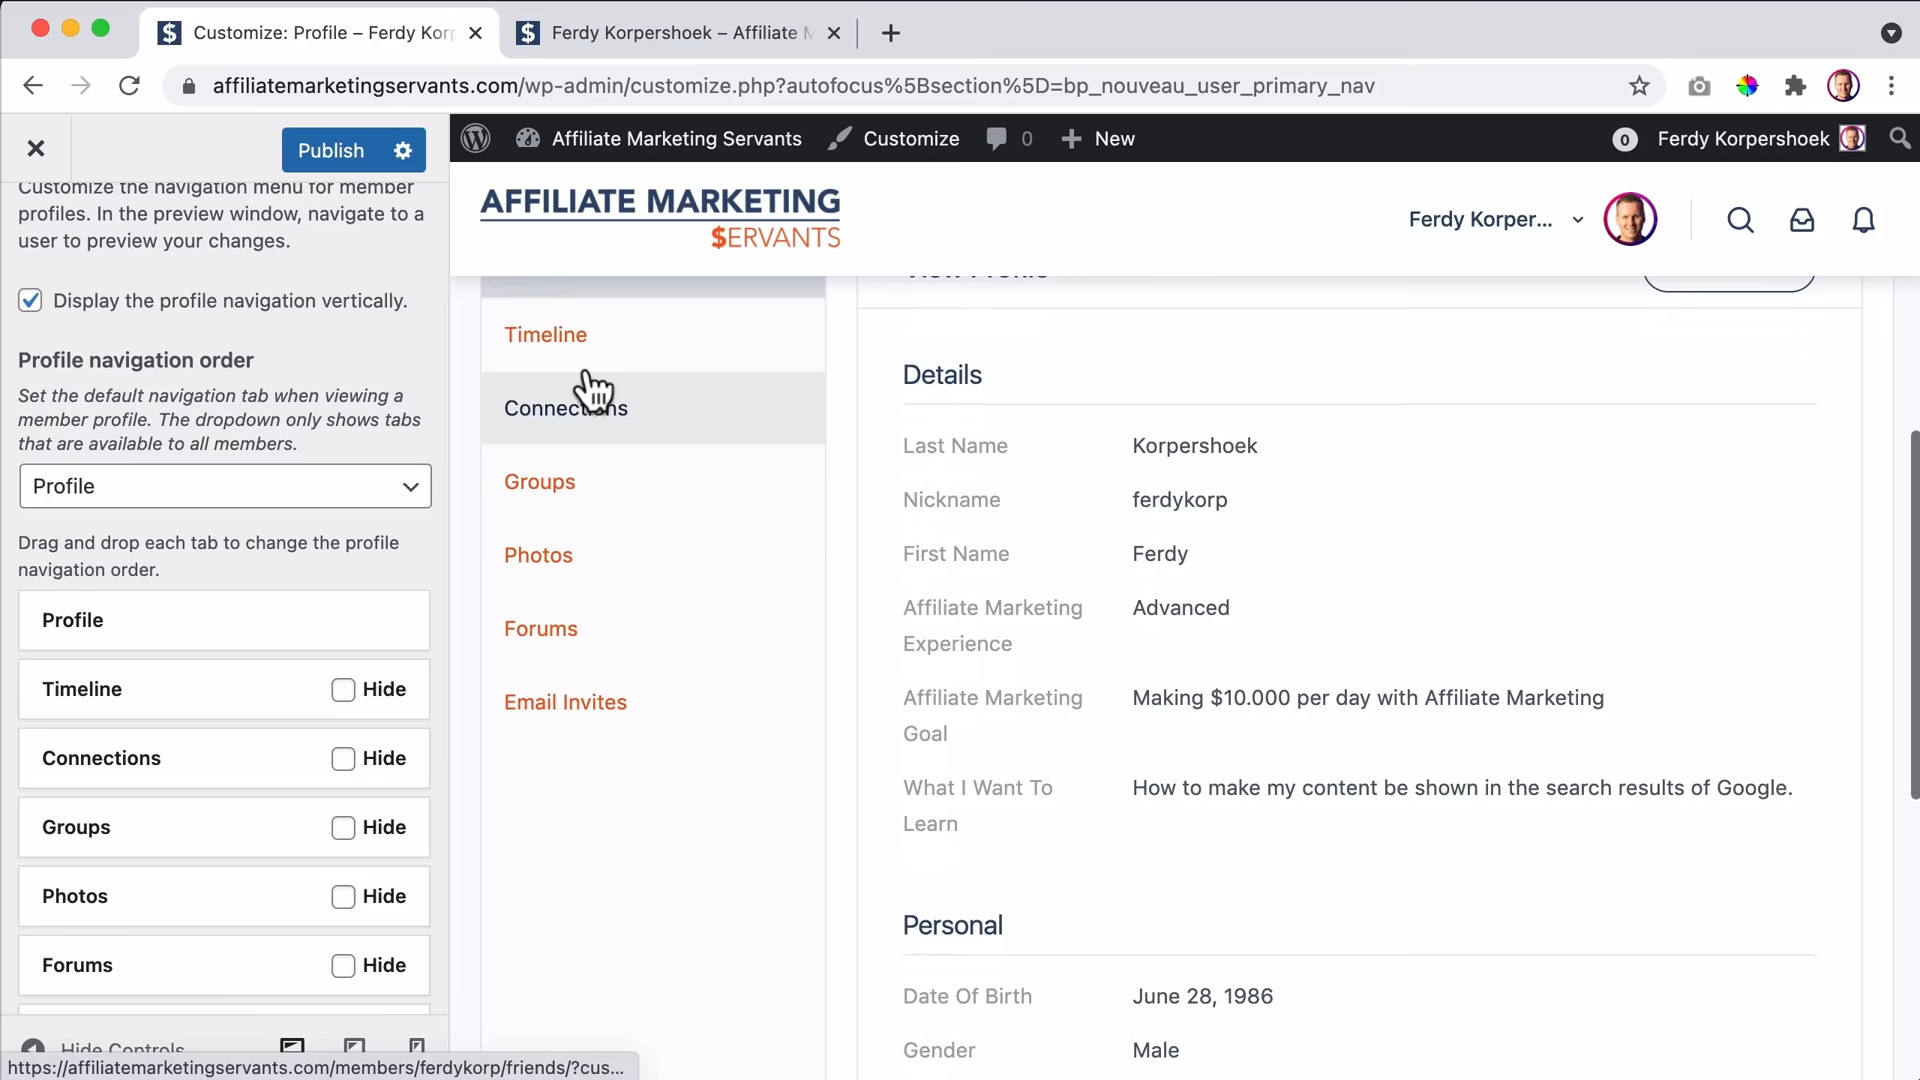 Customize: Profile – Ferdy Kor
Ferdy Korpershoek – Affiliate M
affiliatemarketingservants.com/wp-admin/customize.php?autofocus%5Bsection%5D=bp_nouveau_user_primary_nav
Publish
Affiliate Marketing Servants
Customize
0
New
0
Ferdy Korpershoek
Customize the navigation menu for member
profiles. In the preview window, navigate to a
user to preview your changes.
Display the profile navigation vertically.
Profile navigation order
Set the default navigation tab when viewing a
member profile. The dropdown only shows tabs
that are available to all members.
Profile
Drag and drop each tab to change the profile
navigation order.
Profile
Timeline Hide
Connections Hide
Groups Hide
Photos Hide
Forums Hide
Hide Controls
https://affiliatemarketingservants.com/members/ferdykorp/friends/?cus...
AFFILIATE MARKETING
$ERVANTS
Ferdy Korper...
Timeline
Connections
Groups
Photos
Forums
Email Invites
View Profile
Details
Last Name Korpershoek
Nickname ferdykorp
First Name Ferdy
Affiliate Marketing Advanced
Experience
Affiliate Marketing Making $10.000 per day with Affiliate Marketing
Goal
What I Want To How to make my content be shown in the search results of Google.
Learn
Personal
Date Of Birth June 28, 1986
Gender Male